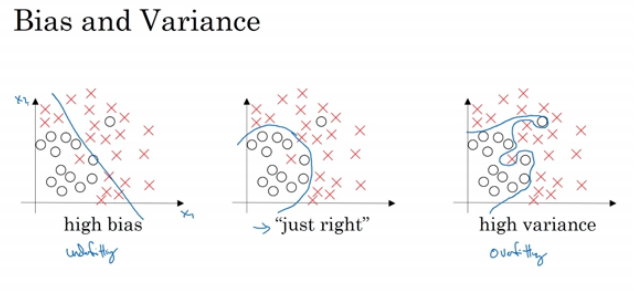 Bias and Variance
x₂
x₁
high bias
underfitting
→ "just right"
high variance
overfitting